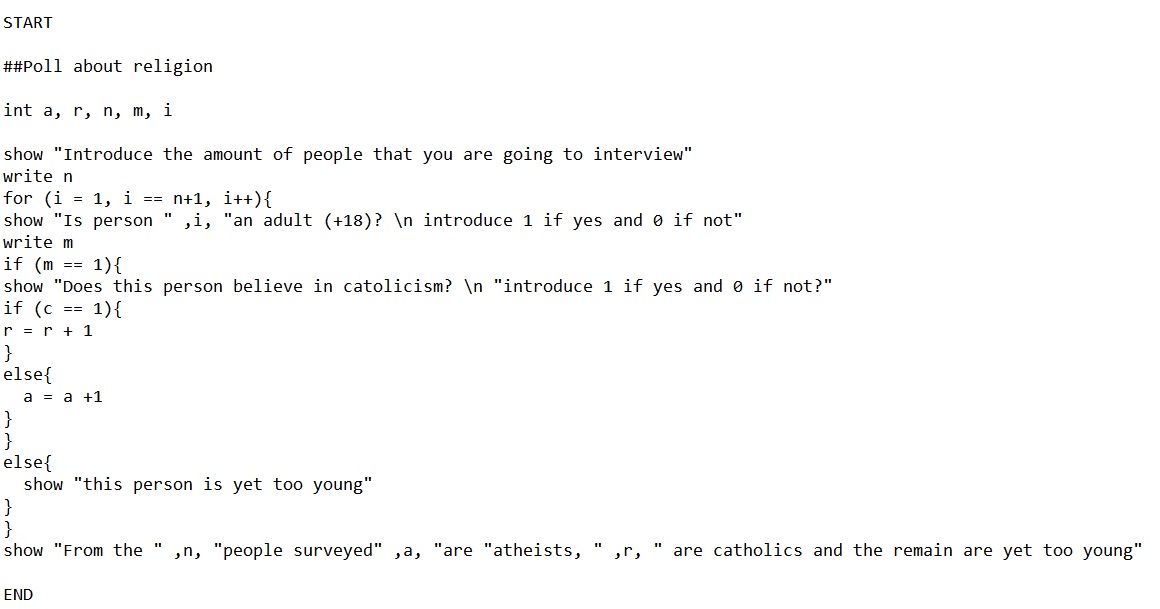 START
##Poll about religion
int a, r, n, m, i
show "Introduce the amount of people that you are going to interview"
write n
for (i = 1, i == n+1, i++){
show "Is person " ,i, "an adult (+18)? \n introduce 1 if yes and 0 if not"
write m
if (m == 1){
show "Does this person believe in catolicism? \n "introduce 1 if yes and 0 if not?"
if (c == 1){
r = r + 1
}
else{
  a = a +1
}
}
else{
  show "this person is yet too young"
}
}
show "From the " ,n, "people surveyed" ,a, "are "atheists, " ,r, " are catholics and the remain are yet too young"
END